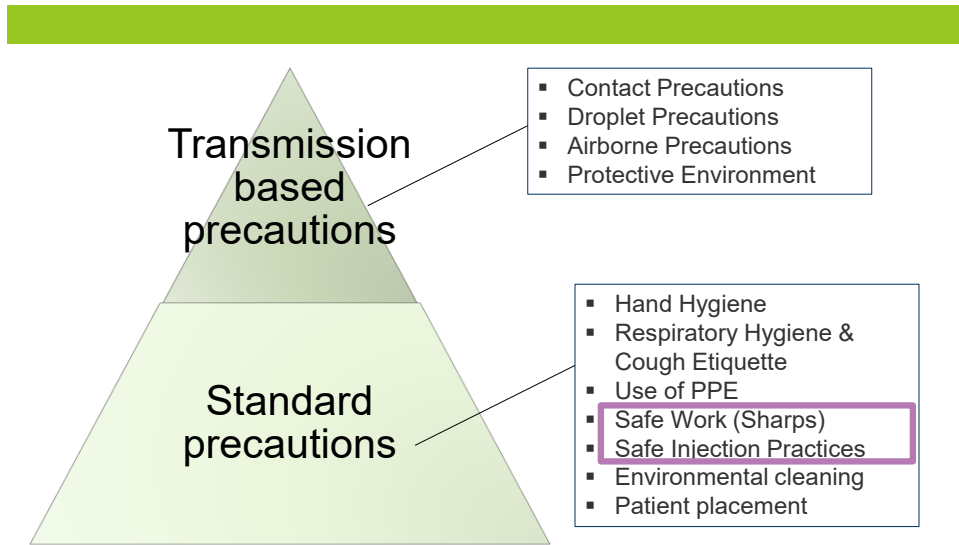 Transmission
based
precautions
▪ Contact Precautions
▪ Droplet Precautions
▪ Airborne Precautions
▪ Protective Environment
Standard
precautions
▪ Hand Hygiene
▪ Respiratory Hygiene &
Cough Etiquette
▪ Use of PPE
▪ Safe Work (Sharps)
▪ Safe Injection Practices
▪ Environmental cleaning
▪ Patient placement